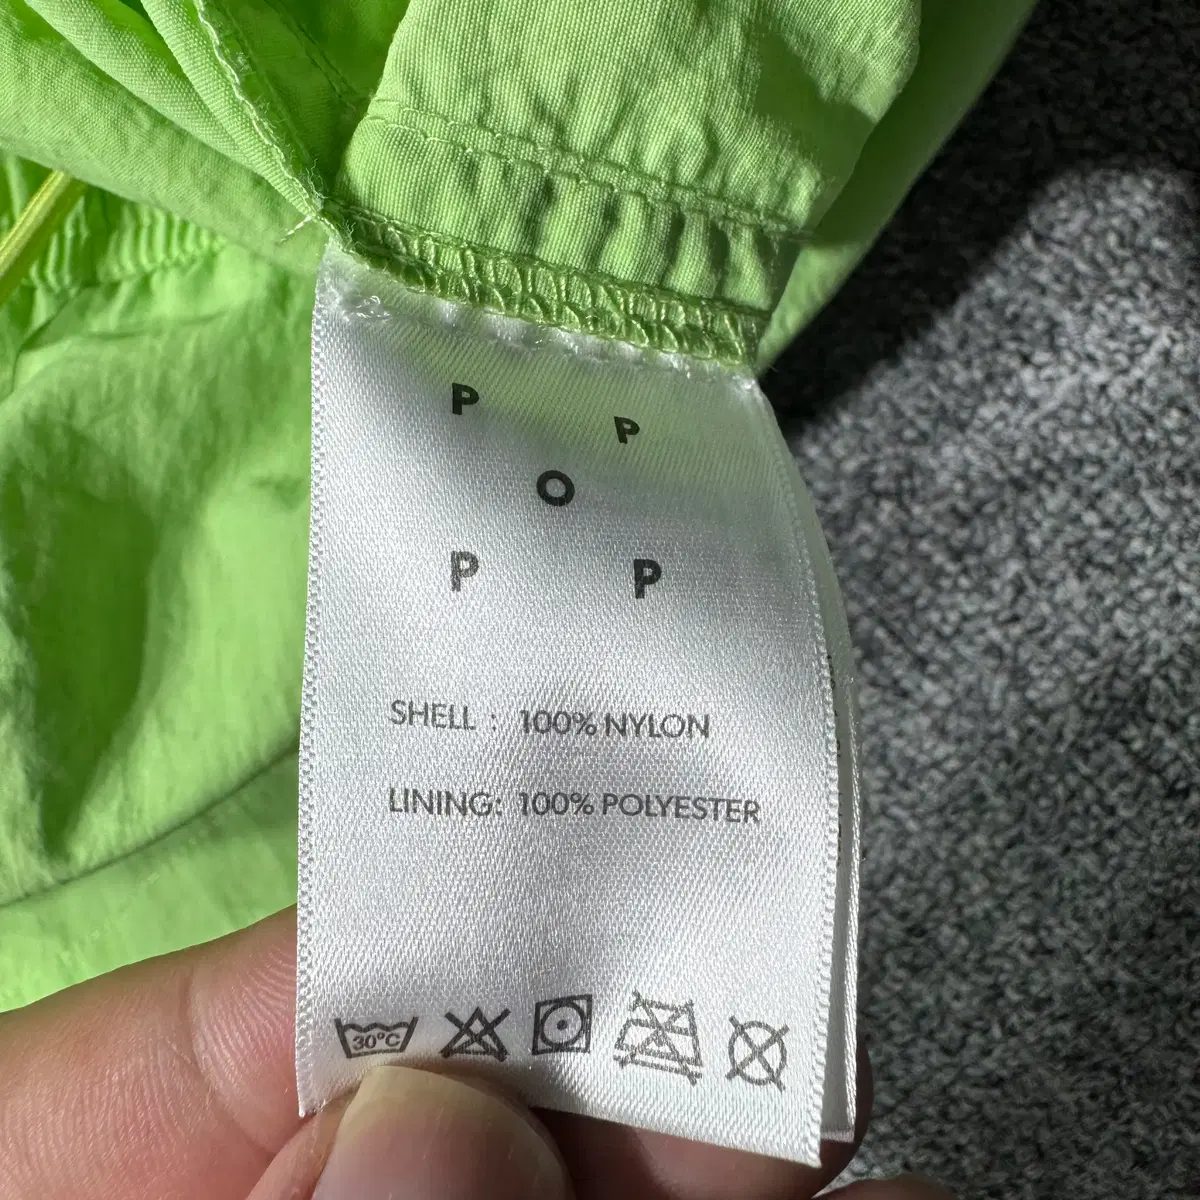 P P
O
P P
SHELL : 100% NYLON
LINING: 100% POLYESTER
30°C